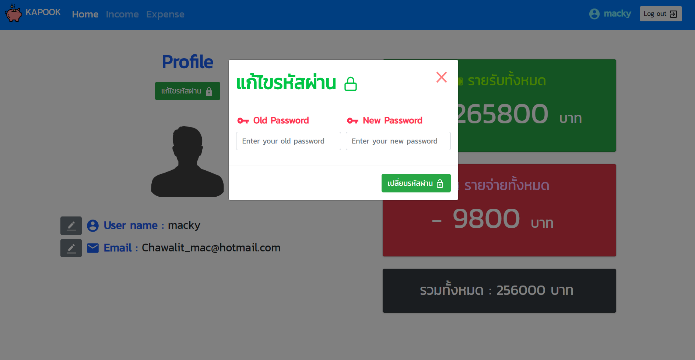 KAPOOK Home Income Expense macky Log out
Profile
แก้ไขรหัสผ่าน
แก้ไขรหัสผ่าน
Old Password New Password
Enter your old password Enter your new password
เปลี่ยนรหัสผ่าน
User name : macky
Email : Chawalit_mac@hotmail.com
รายรับทั้งหมด
265800 บาท
รายจ่ายทั้งหมด
- 9800 บาท
รวมทั้งหมด : 256000 บาท